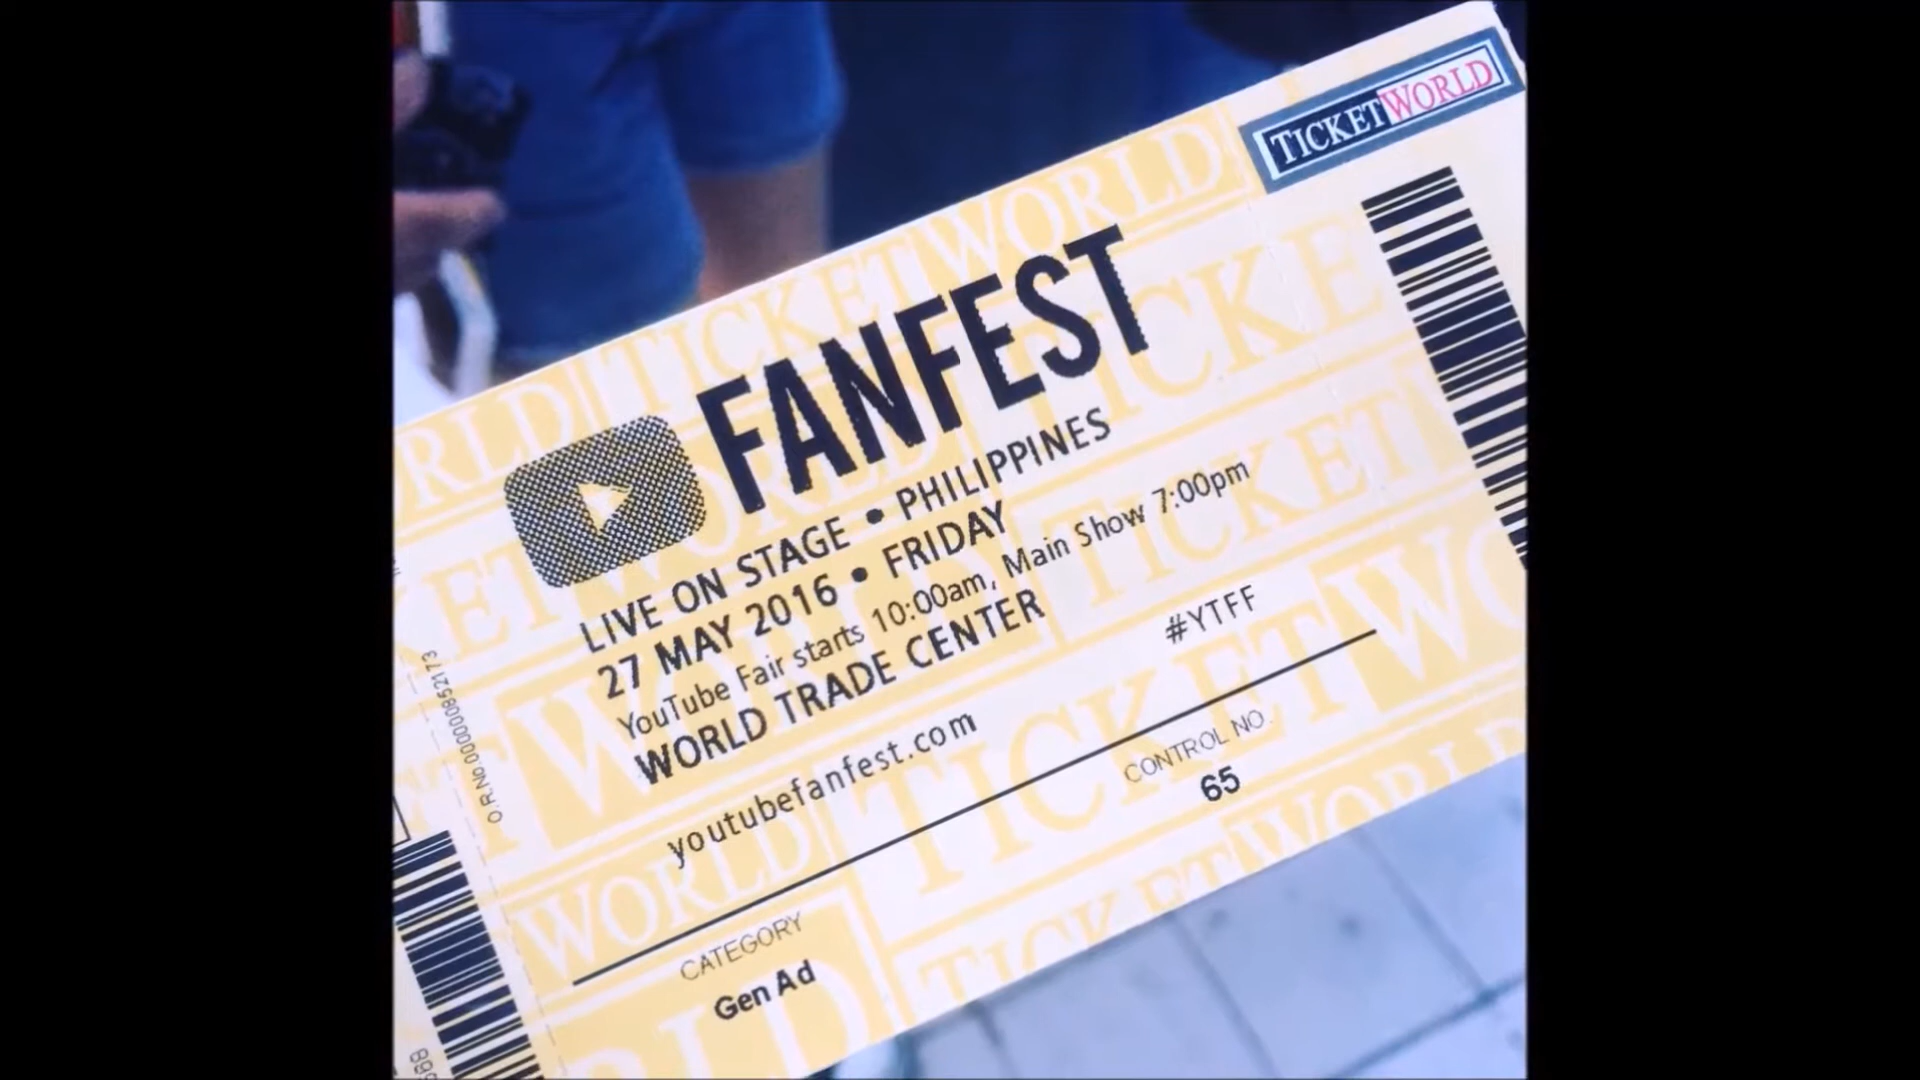 TICKETWORLD
FANFEST
LIVE ON STAGE • PHILIPPINES
27 MAY 2016 • FRIDAY
YouTube Fair starts 10:00am, Main Show 7:00pm
WORLD TRADE CENTER
#YTFF
youtubefanfest.com
CONTROL NO.
65
CATEGORY
Gen Ad